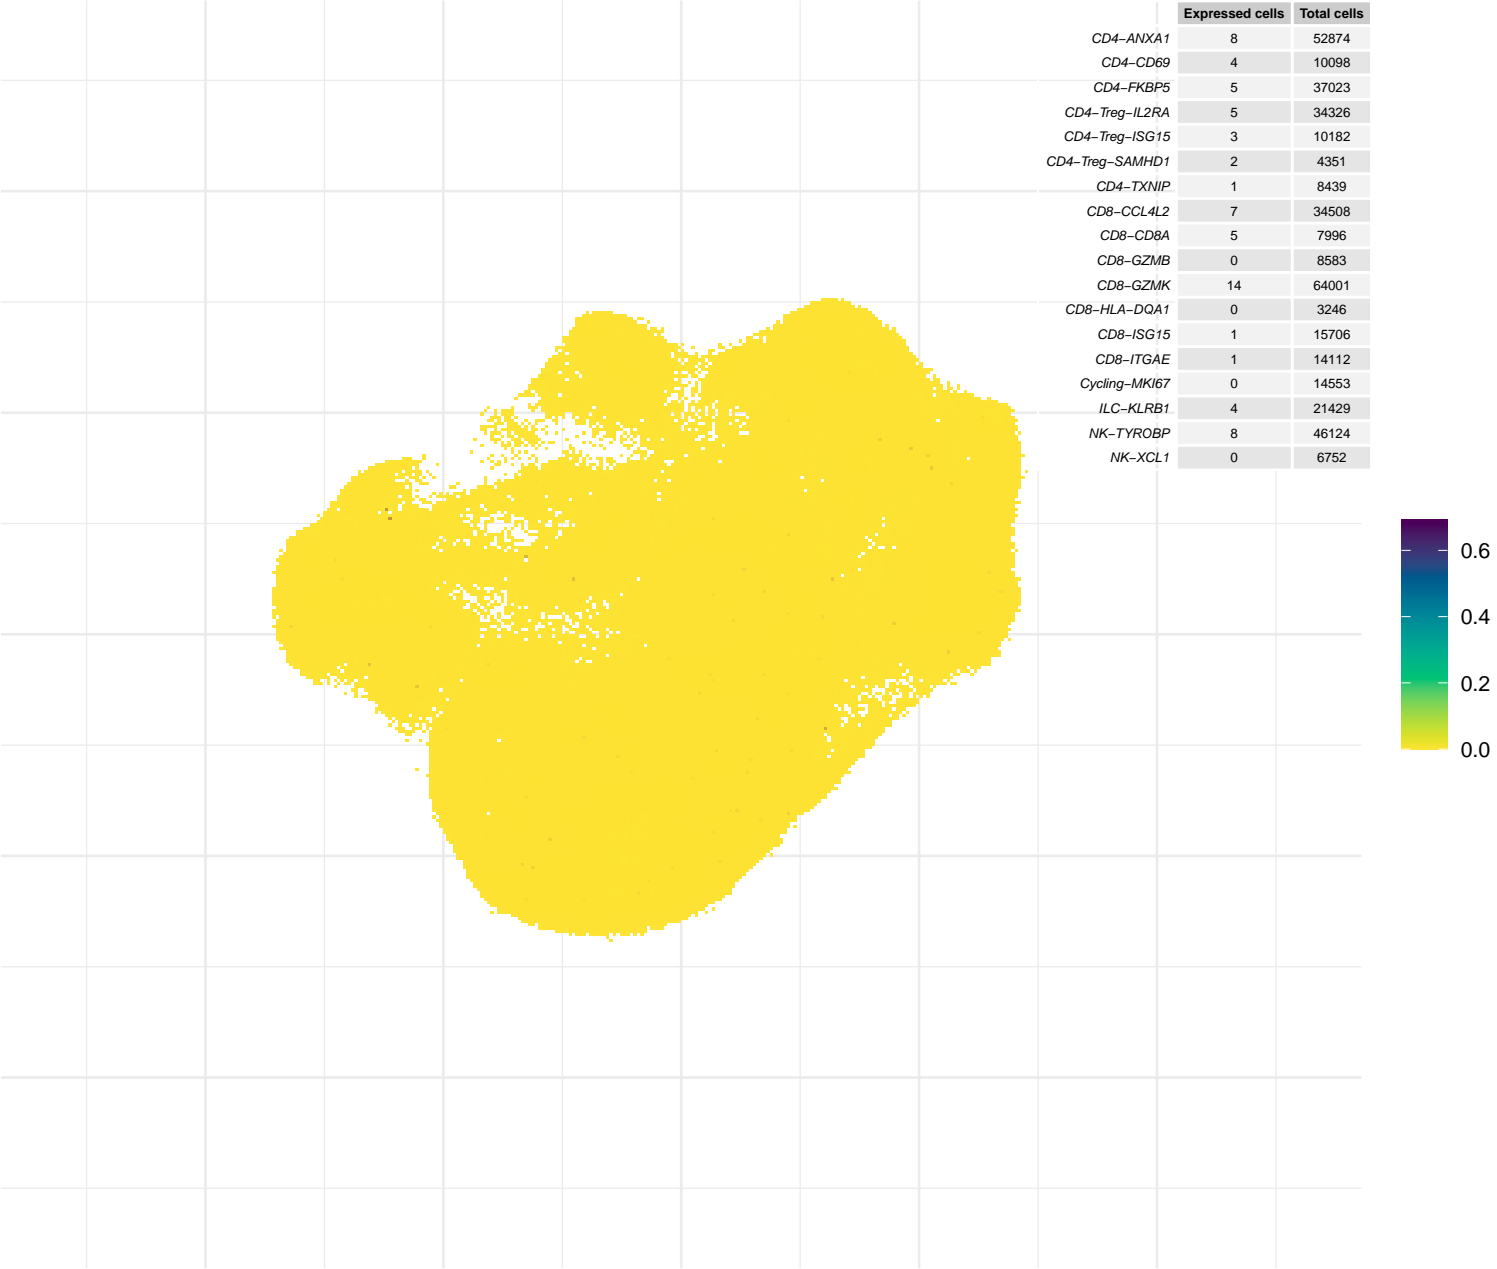 Expressed cells Total cells
CD4−ANXA1 8 52874
CD4−CD69 4 10098
CD4−FKBP5 5 37023
CD4−Treg−IL2RA 5 34326
CD4−Treg−ISG15 3 10182
CD4−Treg−SAMHD1 2 4351
CD4−TXNIP 1 8439
CD8−CCL4L2 7 34508
CD8−CD8A 5 7996
CD8−GZMB 0 8583
CD8−GZMK 14 64001
CD8−HLA−DQA1 0 3246
CD8−ISG15 1 15706
CD8−ITGAE 1 14112
Cycling−MKI67 0 14553
ILC−KLRB1 4 21429
NK−TYROBP 8 46124
NK−XCL1 0 6752
0.6
0.4
0.2
0.0